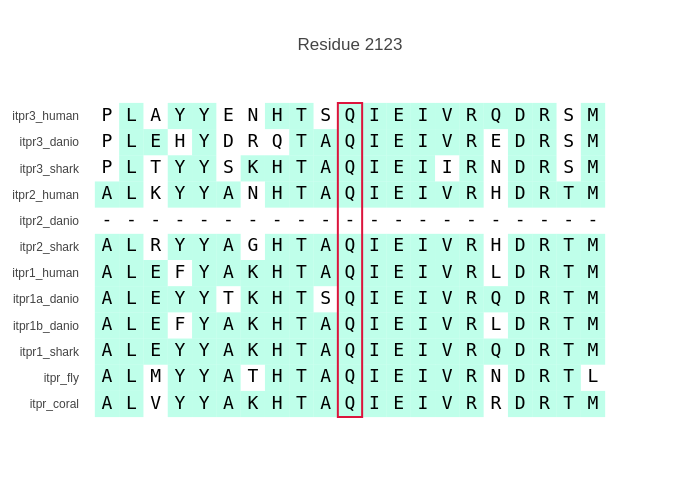 Residue 2123
itpr3_human P L A Y Y E N H T S Q I E I V R Q D R S M
itpr3_danio P L E H Y D R Q T A Q I E I V R E D R S M
itpr3_shark P L T Y Y S K H T A Q I E I I R N D R S M
itpr2_human A L K Y Y A N H T A Q I E I V R H D R T M
itpr2_danio - - - - - - - - - - - - - - - - - - - - -
itpr2_shark A L R Y Y A G H T A Q I E I V R H D R T M
itpr1_human A L E F Y A K H T A Q I E I V R L D R T M
itpr1a_danio A L E Y Y T K H T S Q I E I V R Q D R T M
itpr1b_danio A L E F Y A K H T A Q I E I V R L D R T M
itpr1_shark A L E Y Y A K H T A Q I E I V R Q D R T M
itpr_fly A L M Y Y A T H T A Q I E I V R N D R T L
itpr_coral A L V Y Y A K H T A Q I E I V R R D R T M